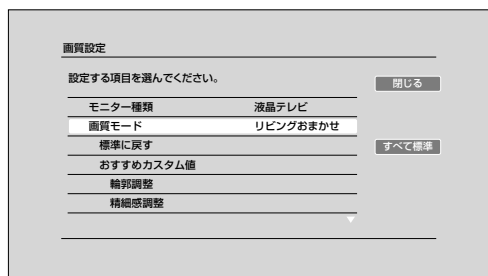 画質設定
設定する項目を選んでください。
閉じる
モニター種類 液晶テレビ
画質モード リビングおまかせ
標準に戻す
すべて標準
おすすめカスタム値
輪郭調整
精細感調整